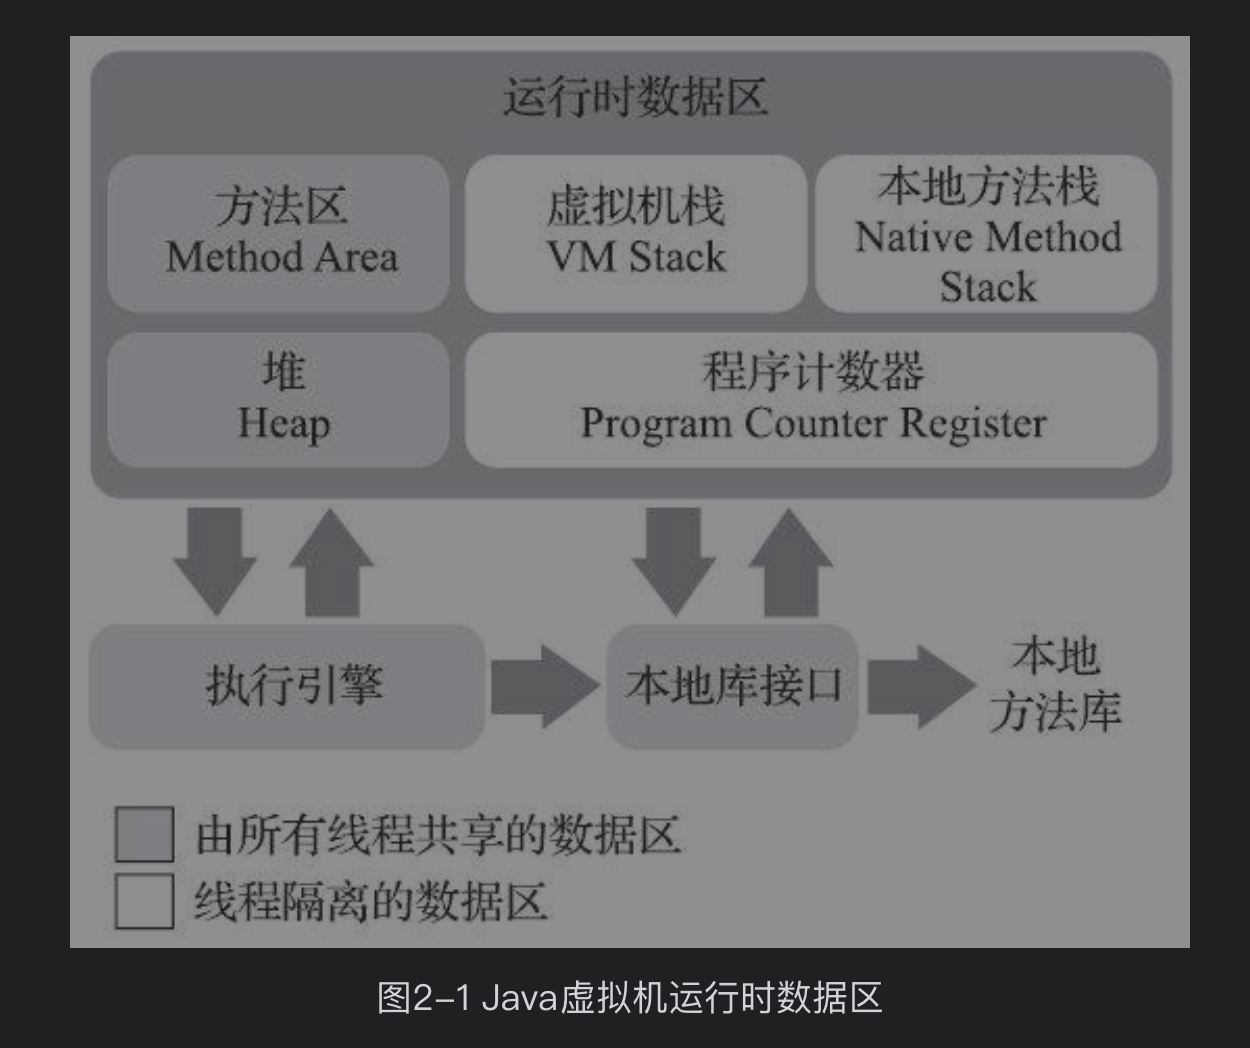 运行时数据区
方法区
Method Area
虚拟机栈
VM Stack
本地方法栈
Native Method
Stack
堆
Heap
程序计数器
Program Counter Register
执行引擎
本地库接口
本地
方法库
由所有线程共享的数据区
线程隔离的数据区
图2-1 Java虚拟机运行时数据区